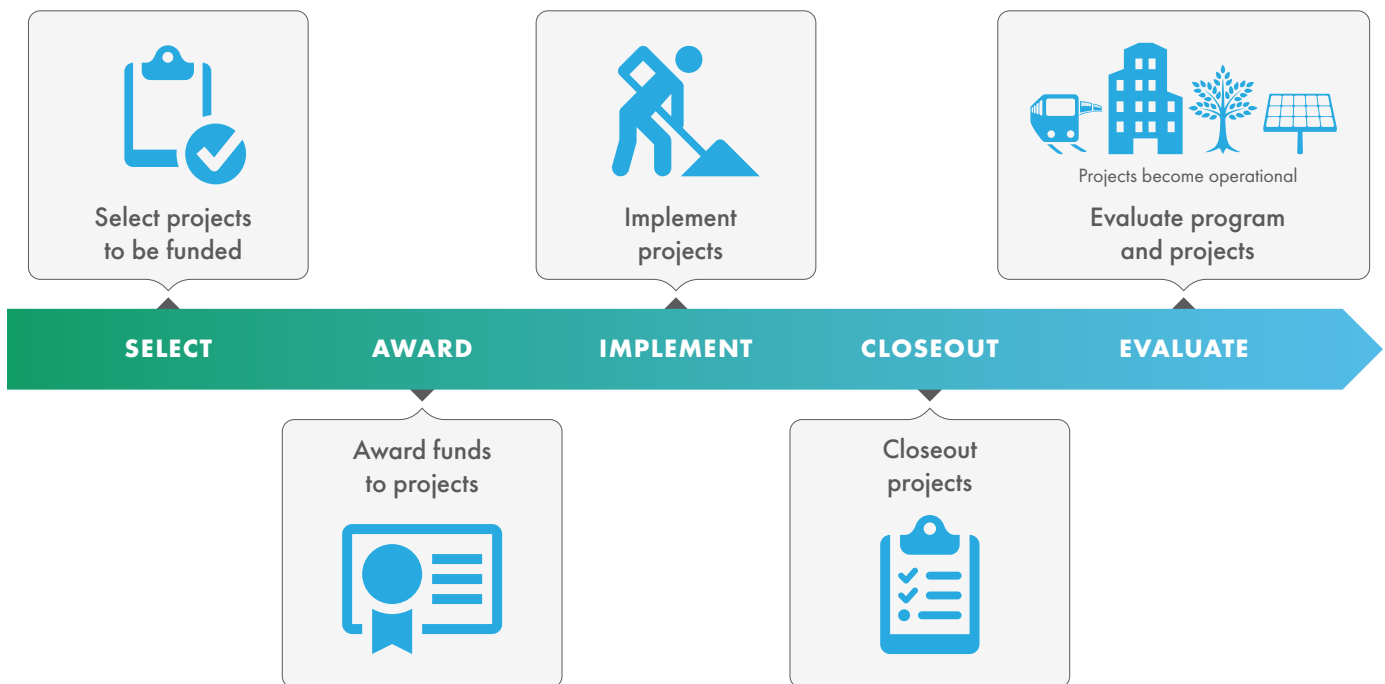 Select projects
to be funded
Implement
projects
Projects become operational
Evaluate program
and projects
SELECT
AWARD
IMPLEMENT
CLOSEOUT
EVALUATE
Award funds
to projects
Closeout
projects